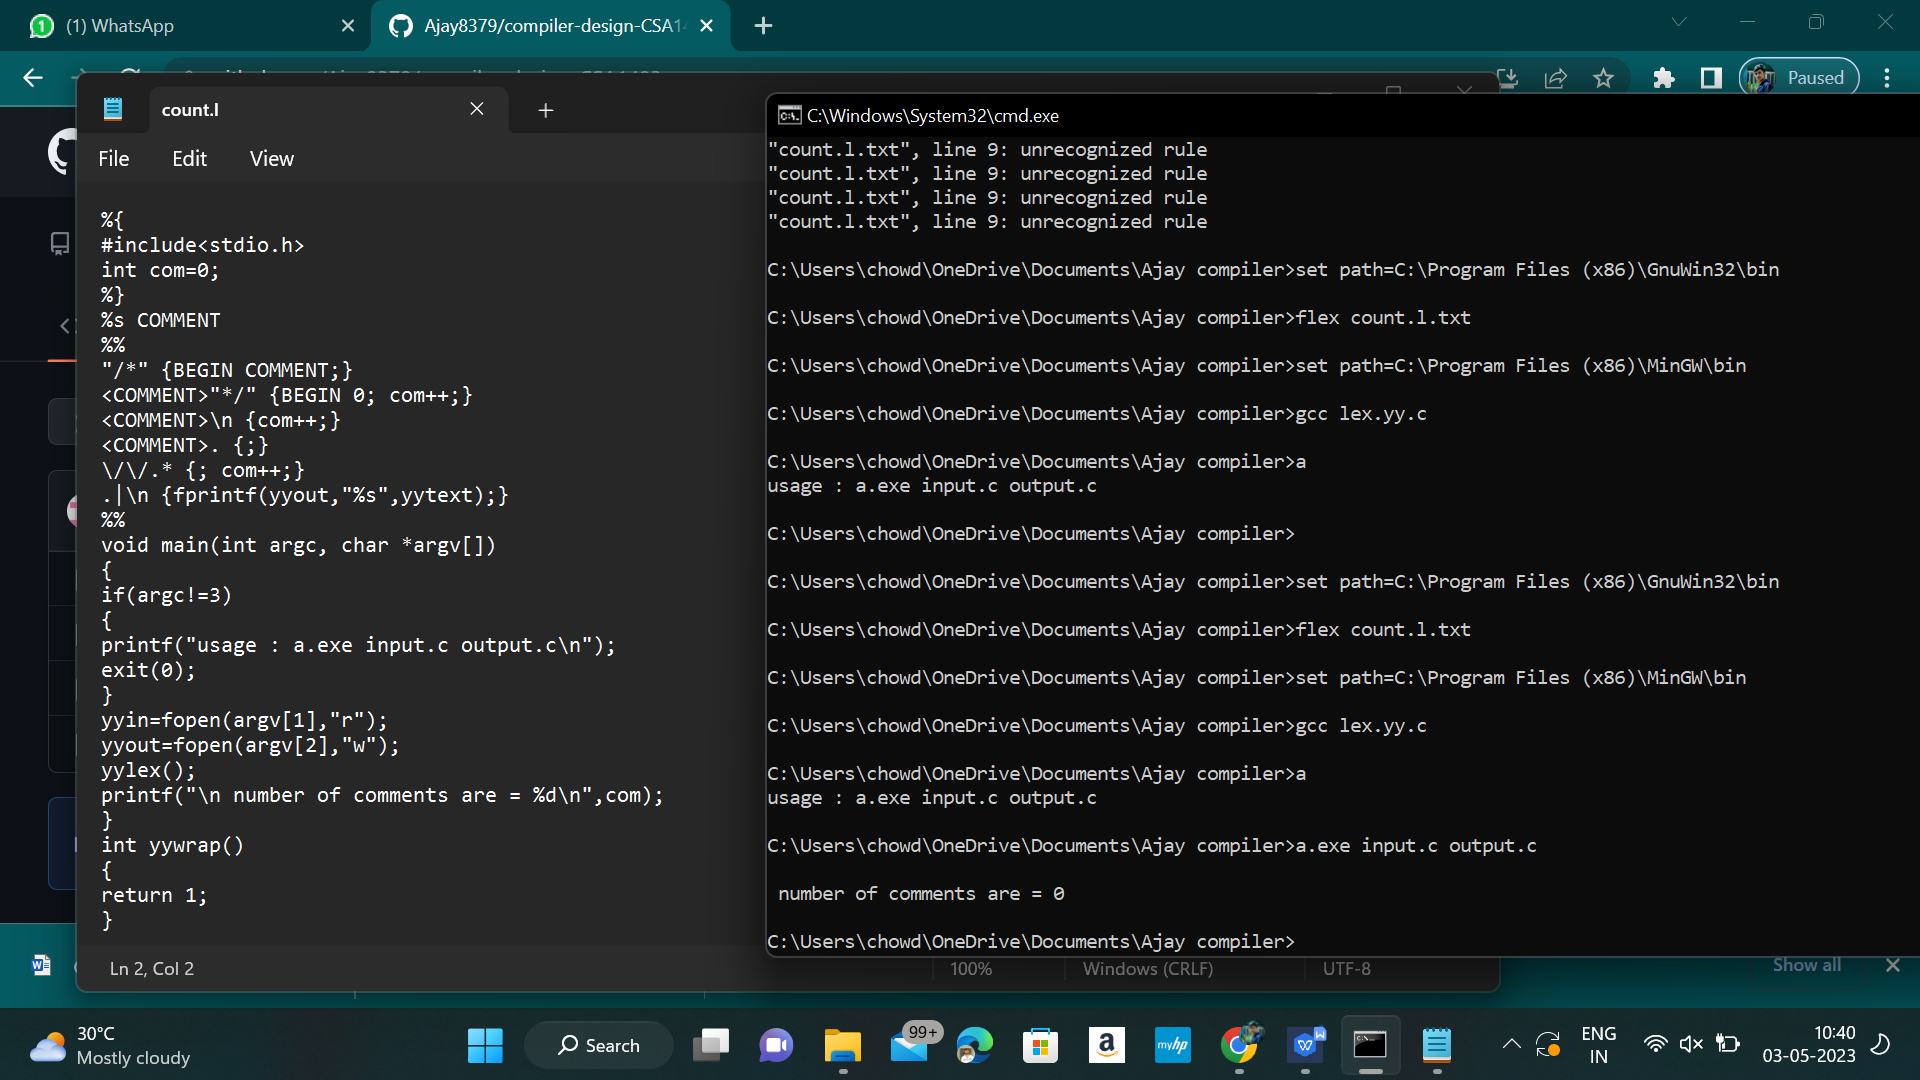 (1) WhatsApp
Ajay8379/compiler-design-CSA14
Paused
count.l
File Edit View
%{
#include<stdio.h>
int com=0;
%}
%s COMMENT
%%
"/*" {BEGIN COMMENT;}
<COMMENT>"*/" {BEGIN 0; com++;}
<COMMENT>\n {com++;}
<COMMENT>. {;}
\/\/.* {; com++;}
.|\n {fprintf(yyout,"%s",yytext);}
%%
void main(int argc, char *argv[])
{
if(argc!=3)
{
printf("usage : a.exe input.c output.c\n");
exit(0);
}
yyin=fopen(argv[1],"r");
yyout=fopen(argv[2],"w");
yylex();
printf("\n number of comments are = %d\n",com);
}
int yywrap()
{
return 1;
}
Ln 2, Col 2
100%
Windows (CRLF)
UTF-8
C:\Windows\System32\cmd.exe
"count.l.txt", line 9: unrecognized rule
"count.l.txt", line 9: unrecognized rule
"count.l.txt", line 9: unrecognized rule
"count.l.txt", line 9: unrecognized rule
C:\Users\chowd\OneDrive\Documents\Ajay compiler>set path=C:\Program Files (x86)\GnuWin32\bin
C:\Users\chowd\OneDrive\Documents\Ajay compiler>flex count.l.txt
C:\Users\chowd\OneDrive\Documents\Ajay compiler>set path=C:\Program Files (x86)\MinGW\bin
C:\Users\chowd\OneDrive\Documents\Ajay compiler>gcc lex.yy.c
C:\Users\chowd\OneDrive\Documents\Ajay compiler>a
usage : a.exe input.c output.c
C:\Users\chowd\OneDrive\Documents\Ajay compiler>
C:\Users\chowd\OneDrive\Documents\Ajay compiler>set path=C:\Program Files (x86)\GnuWin32\bin
C:\Users\chowd\OneDrive\Documents\Ajay compiler>flex count.l.txt
C:\Users\chowd\OneDrive\Documents\Ajay compiler>set path=C:\Program Files (x86)\MinGW\bin
C:\Users\chowd\OneDrive\Documents\Ajay compiler>gcc lex.yy.c
C:\Users\chowd\OneDrive\Documents\Ajay compiler>a
usage : a.exe input.c output.c
C:\Users\chowd\OneDrive\Documents\Ajay compiler>a.exe input.c output.c
number of comments are = 0
C:\Users\chowd\OneDrive\Documents\Ajay compiler>
Show all
30°C
Mostly cloudy
Search
99+
a
myhp
ENG
IN
10:40
03-05-2023